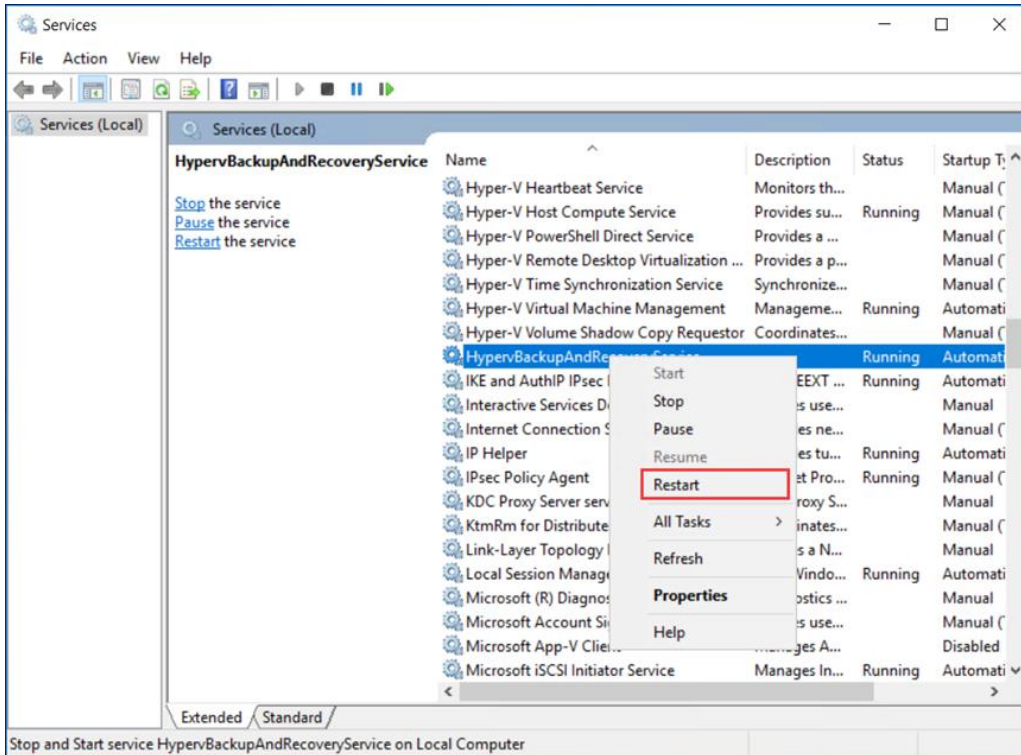 Services
File Action View Help
Services (Local)
Services (Local)
HypervBackupAndRecoveryService
Stop the service
Pause the service
Restart the service
Name Description Status Startup Ty
Hyper-V Heartbeat Service Monitors th... Manual (
Hyper-V Host Compute Service Provides su... Running Manual (
Hyper-V PowerShell Direct Service Provides a ... Manual (
Hyper-V Remote Desktop Virtualization ... Provides a p... Manual (
Hyper-V Time Synchronization Service Synchronize... Manual (
Hyper-V Virtual Machine Management Manageme... Running Automati
Hyper-V Volume Shadow Copy Requestor Coordinates... Manual (
HypervBackupAndRecoveryService Running Automati
IKE and AuthIP IPsec EEXT ... Running Automati
Interactive Services De es use... Manual
Internet Connection S es ne... Manual (
IP Helper es tu... Running Automati
IPsec Policy Agent et Pro... Running Manual (
KDC Proxy Server serv roxy S... Manual
KtmRm for Distribute inates... Manual (
Link-Layer Topology s a N... Manual
Local Session Manage Windo... Running Automati
Microsoft (R) Diagnos ostics ... Manual
Microsoft Account Si es use... Manual (
Microsoft App-V Clien ges A... Disabled
Microsoft iSCSI Initiator Service Manages In... Running Automati
Start
Stop
Pause
Resume
Restart
All Tasks
Refresh
Properties
Help
Extended Standard
Stop and Start service HypervBackupAndRecoveryService on Local Computer